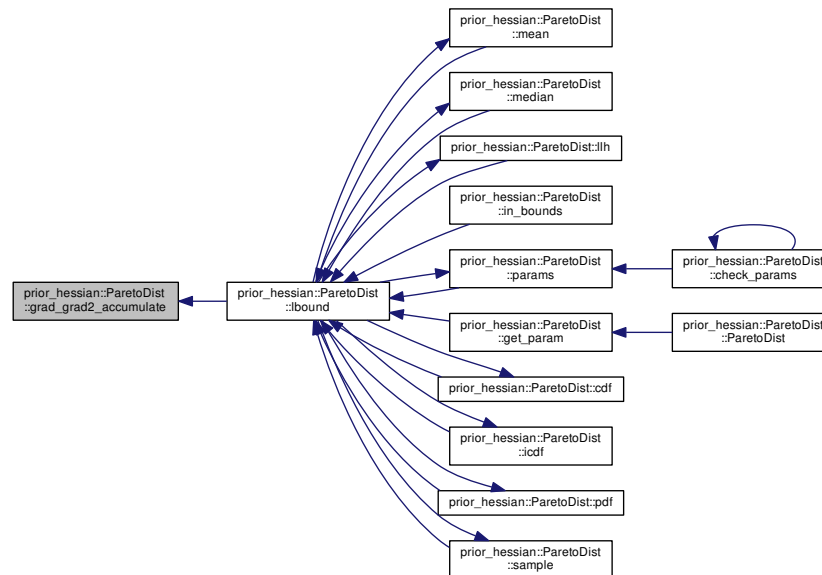 prior_hessian::ParetoDist
::mean
prior_hessian::ParetoDist
::median
prior_hessian::ParetoDist::llh
prior_hessian::ParetoDist
::in_bounds
prior_hessian::ParetoDist
::params
prior_hessian::ParetoDist
::check_params
prior_hessian::ParetoDist
::grad_grad2_accumulate
prior_hessian::ParetoDist
::lbound
prior_hessian::ParetoDist
::get_param
prior_hessian::ParetoDist
::ParetoDist
prior_hessian::ParetoDist::cdf
prior_hessian::ParetoDist
::icdf
prior_hessian::ParetoDist::pdf
prior_hessian::ParetoDist
::sample